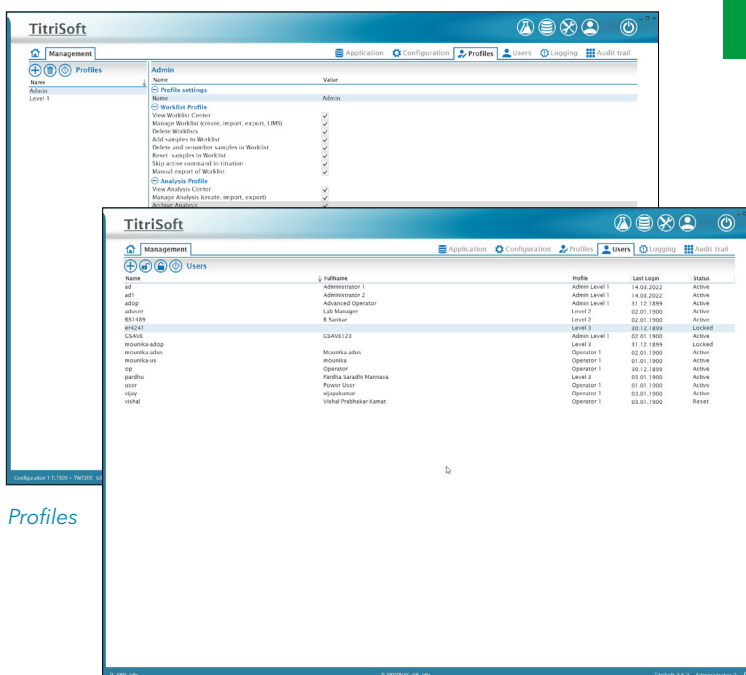 TitriSoft
Management Application Configuration Profiles Users Logging Audit trail
Profiles
Name
Admin
Level 1
Admin
Name Value
Profile settings
Name Admin
Worklist Profile
View Worklist Center
Manage Worklist (create, import, export, LIMS)
Delete Worklists
Add samples to Worklist
Delete and renumber samples in Worklist
Reset samples in Worklist
Skip active command in titration
Manual export of Worklist
Analysis Profile
View Analysis Center
Manage Analysis (create, import, export)
Archive Analysis
TitriSoft
Management Application Configuration Profiles Users Logging Audit trail
Users
Name FullName Profile Last Login Status
ad Administrator 1 Admin Level 1 14.03.2022 Active
ad1 Administrator 2 Admin Level 1 14.03.2022 Active
adop Advanced Operator Operator 1 31.12.1899 Active
aduser Lab Manager Level 2 02.01.1900 Active
BS1489 B Sankar Level 2 02.01.1900 Active
er4241 Level 3 30.12.1899 Locked
GSAVE GSAVE123 Admin Level 1 02.01.1900 Active
mounika-adop Level 3 31.12.1899 Locked
mounika-adus Mounika-adus Operator 1 02.01.1900 Active
mounika-us mounika Operator 1 01.01.1900 Active
op Operator Operator 1 30.12.1899 Active
pardhu Pardha Saradhi Mannava Level 3 03.01.1900 Active
user Power User Operator 1 01.01.1900 Active
vijay vijayakumar Operator 1 03.01.1900 Active
vishal Vishal Prabhakar Kamat Operator 1 03.01.1900 Reset
Profiles